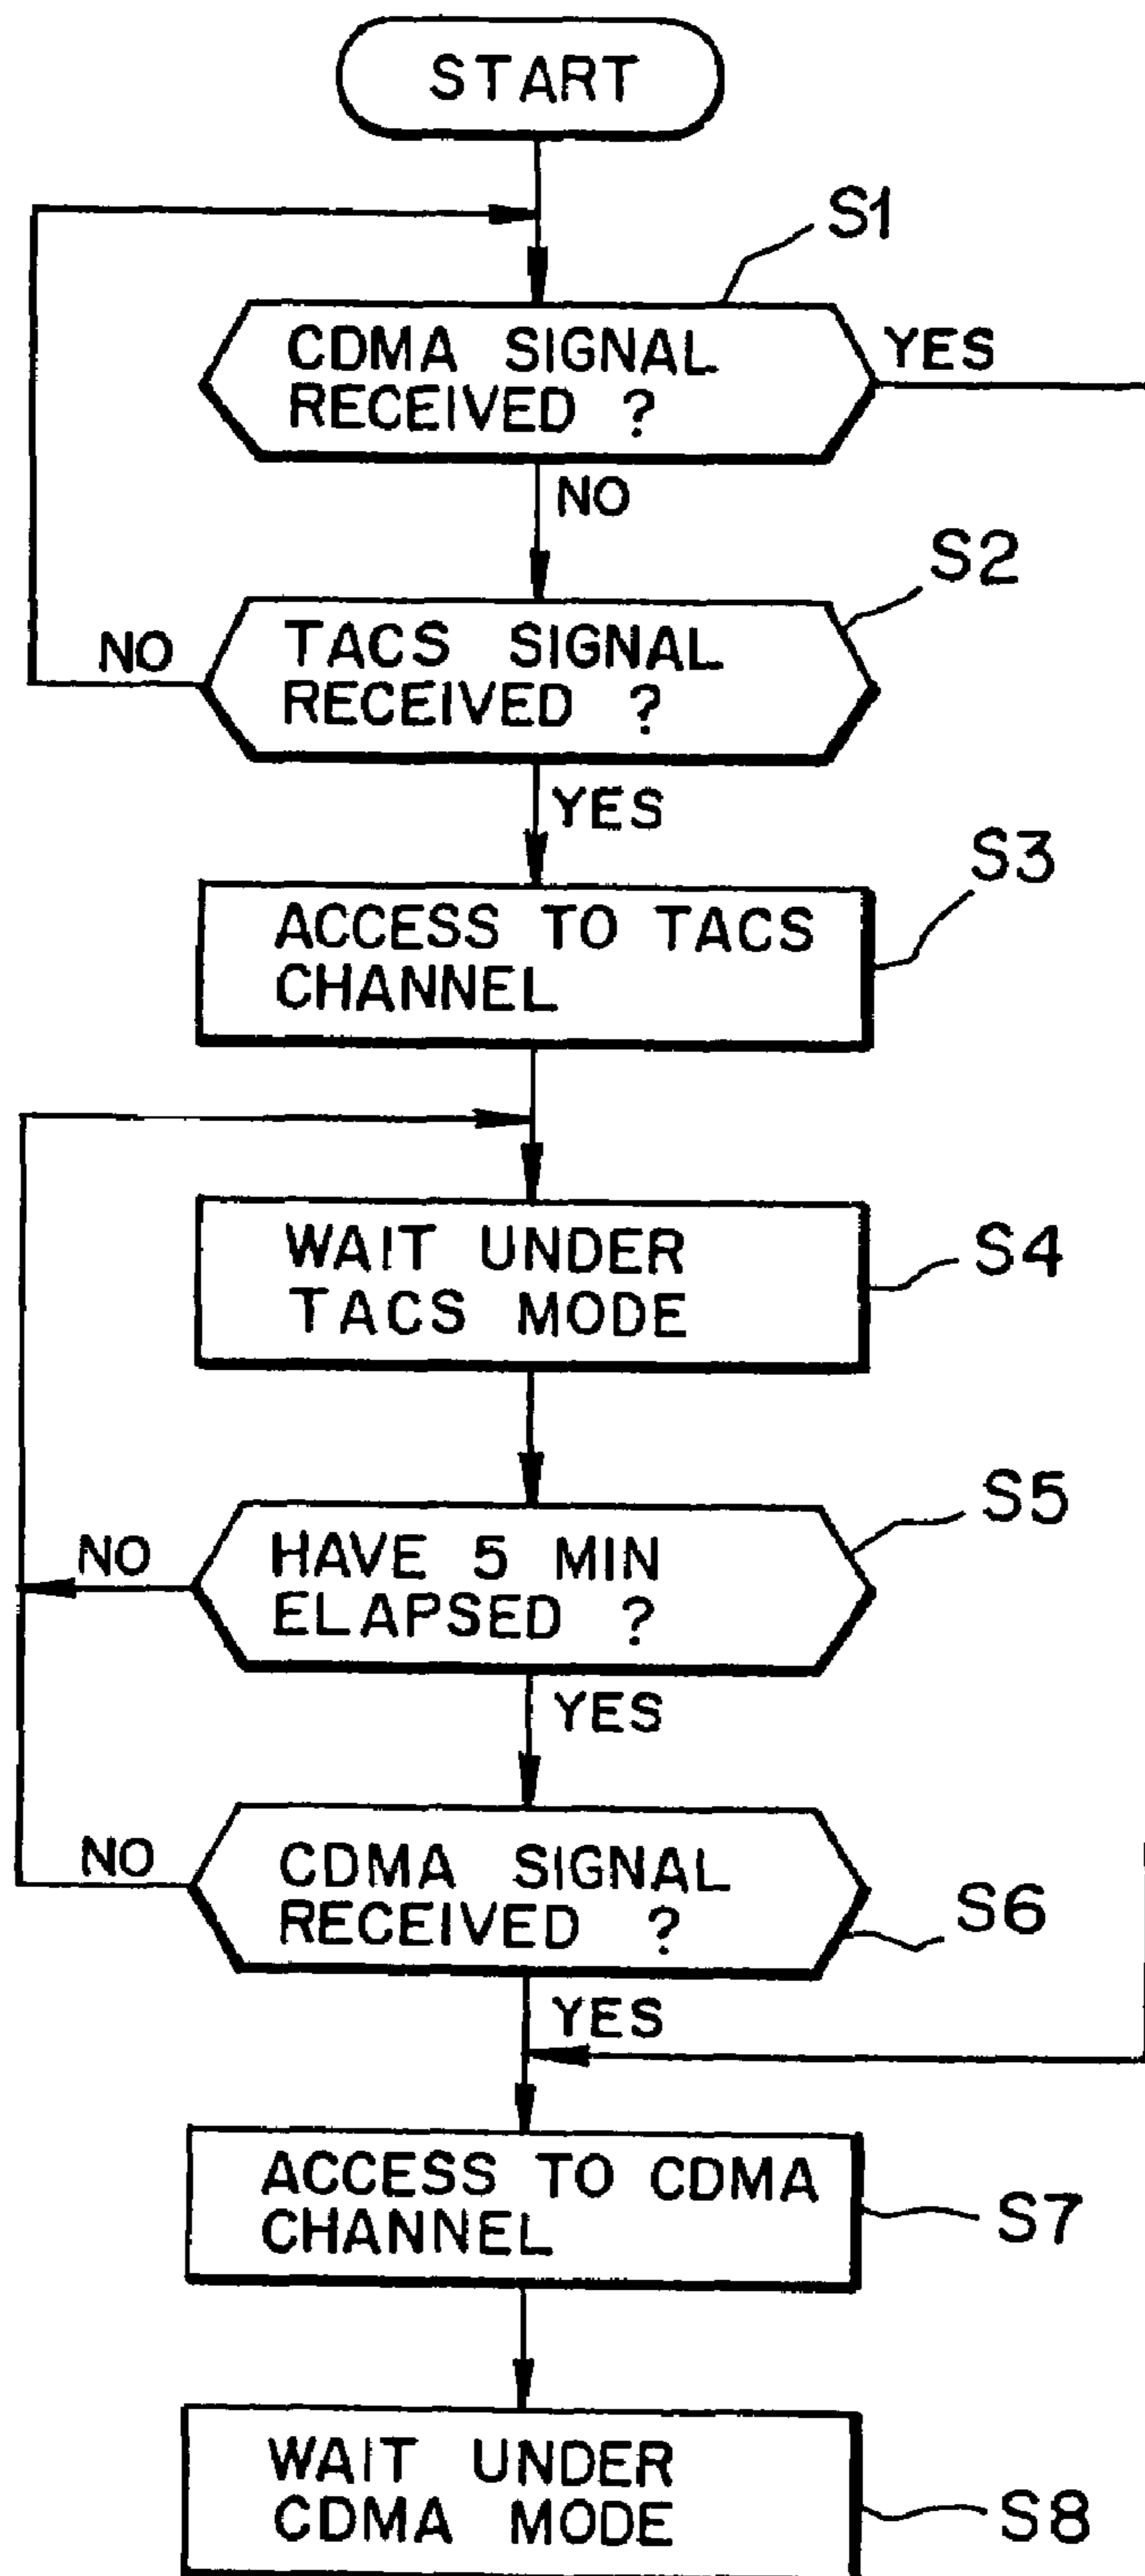 START
S1
CDMA SIGNAL
RECEIVED ?
YES
NO
S2
TACS SIGNAL
RECEIVED ?
NO
YES
S3
ACCESS TO TACS
CHANNEL
WAIT UNDER
TACS MODE
S4
S5
HAVE 5 MIN
ELAPSED ?
NO
YES
CDMA SIGNAL
RECEIVED ?
NO
S6
YES
ACCESS TO CDMA
CHANNEL
S7
WAIT UNDER
CDMA MODE
S8